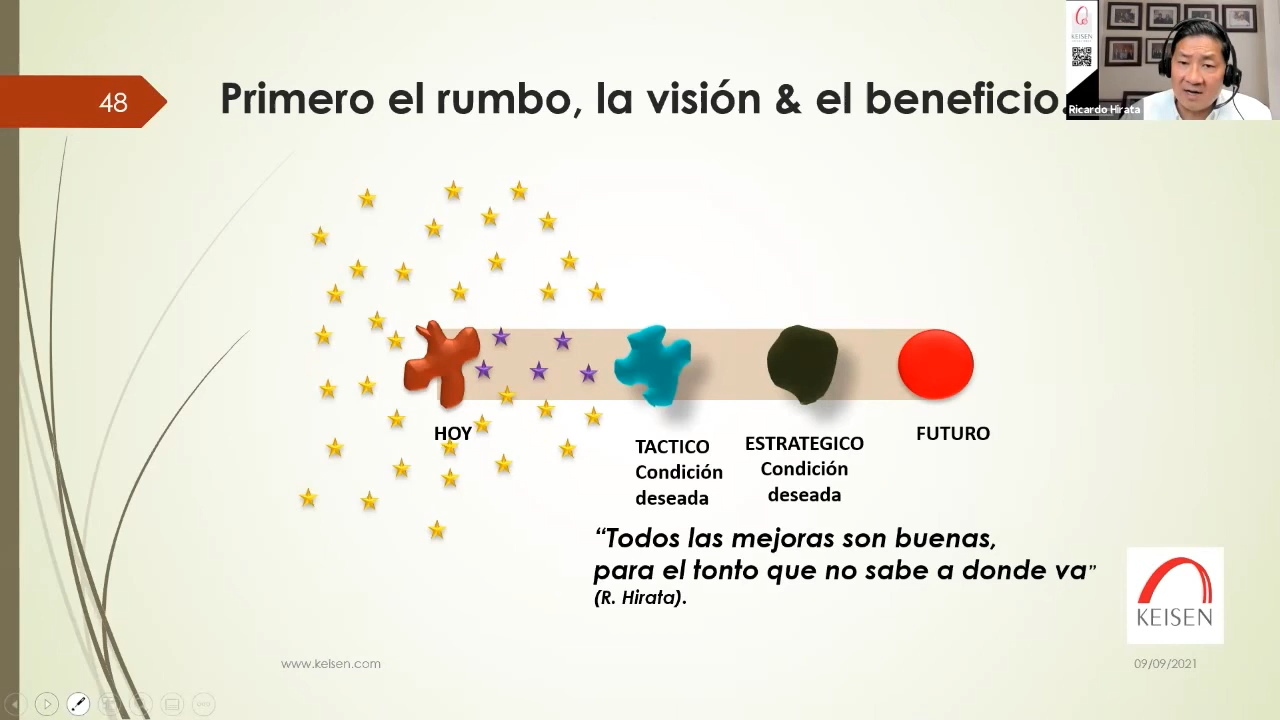 48
Primero el rumbo, la visión & el beneficio.
KEISEN
Ricardo Hirata
HOY
TACTICO
Condición
deseada
ESTRATEGICO
Condición
deseada
FUTURO
“Todos las mejoras son buenas,
para el tonto que no sabe a donde va”
(R. Hirata).
KEISEN
www.keisen.com
09/09/2021